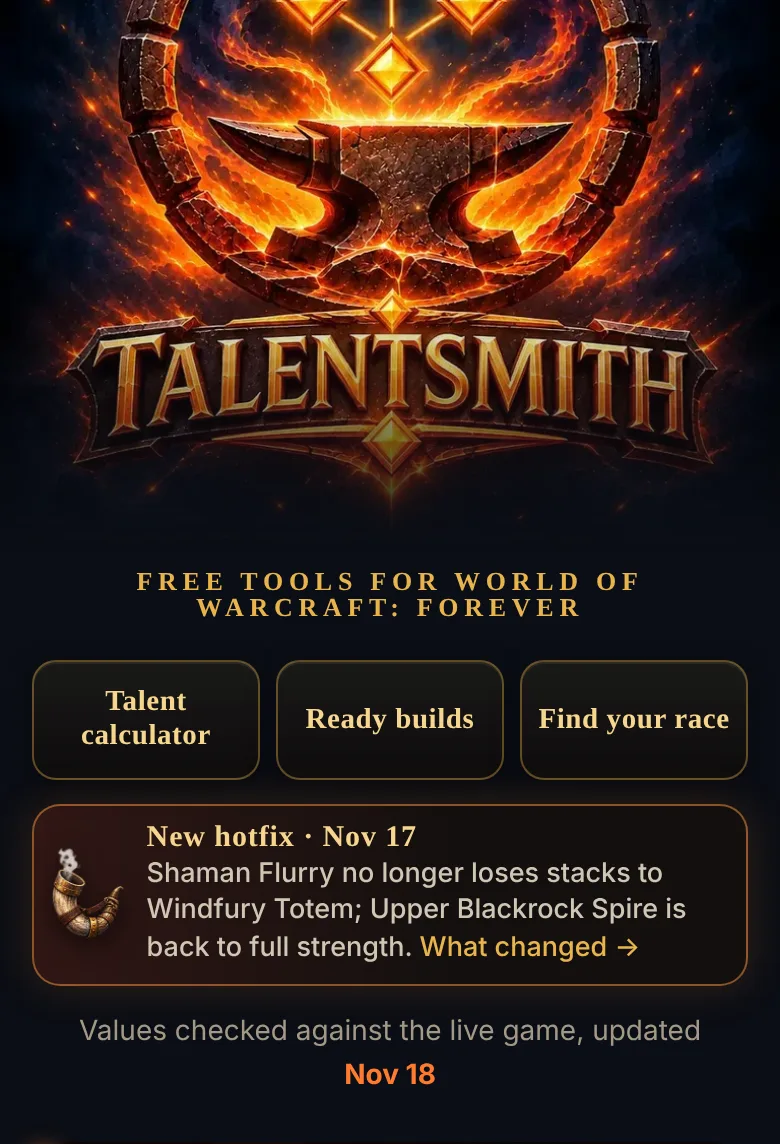 TALENTSMITH
FREE TOOLS FOR WORLD OF
WARCRAFT: FOREVER
Talent
calculator
Ready builds
Find your race
New hotfix · Nov 17
Shaman Flurry no longer loses stacks to
Windfury Totem; Upper Blackrock Spire is
back to full strength. What changed →
Values checked against the live game, updated
Nov 18